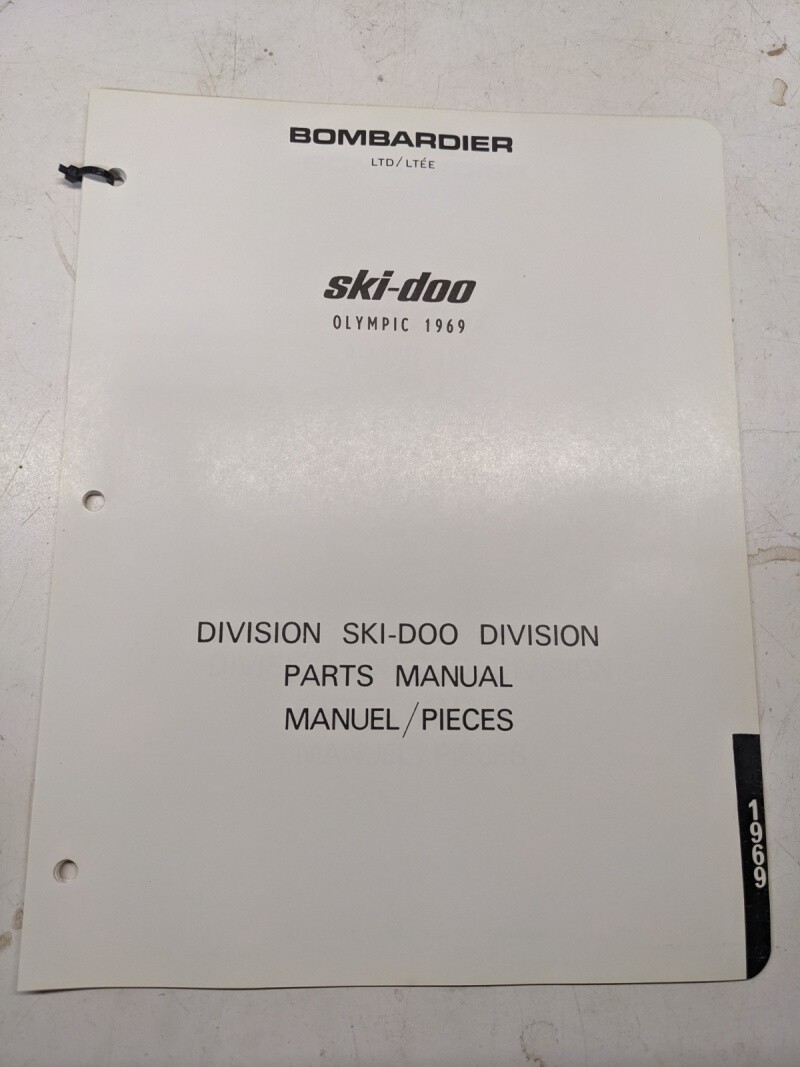 BOMBARDIER
LTD/LTÉE
ski-doo
OLYMPIC 1969
DIVISION SKI-DOO DIVISION
PARTS MANUAL
MANUEL/PIECES
1969